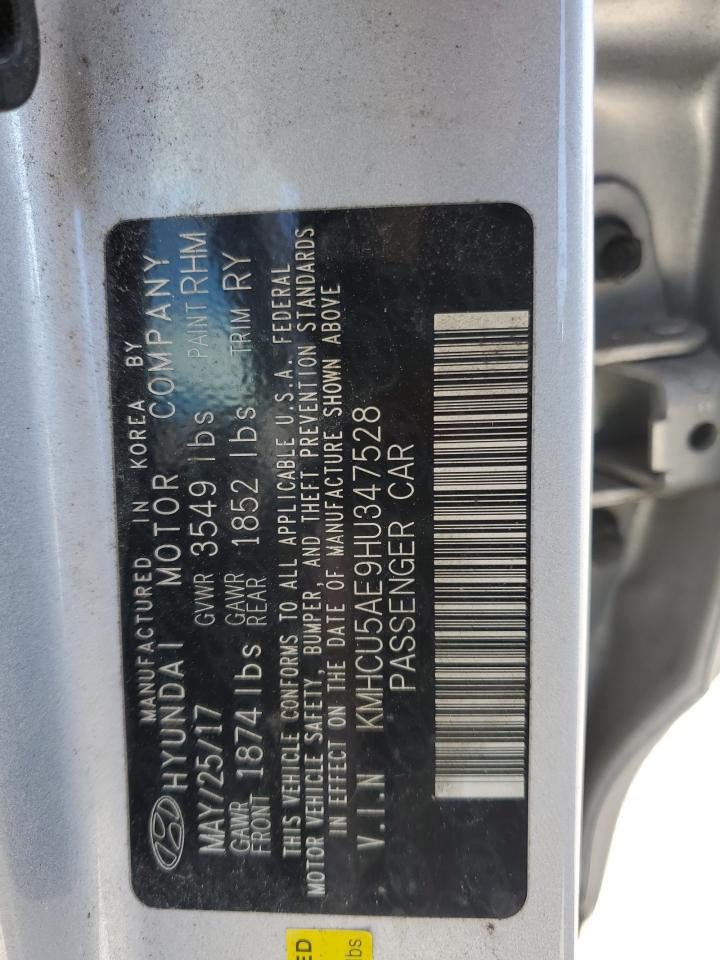 MANUFACTURED IN KOREA BY
HYUNDAI MOTOR COMPANY
MAY/25/17 GVWR 3549 lbs PAINT RHM
GAWR FRONT 1874 lbs GAWR REAR 1852 lbs TRIM RY
THIS VEHICLE CONFORMS TO ALL APPLICABLE U.S.A. FEDERAL
MOTOR VEHICLE SAFETY, BUMPER, AND THEFT PREVENTION STANDARDS
IN EFFECT ON THE DATE OF MANUFACTURE SHOWN ABOVE
V.I.N KMHCU5AE9HU347528
PASSENGER CAR
ED
lbs